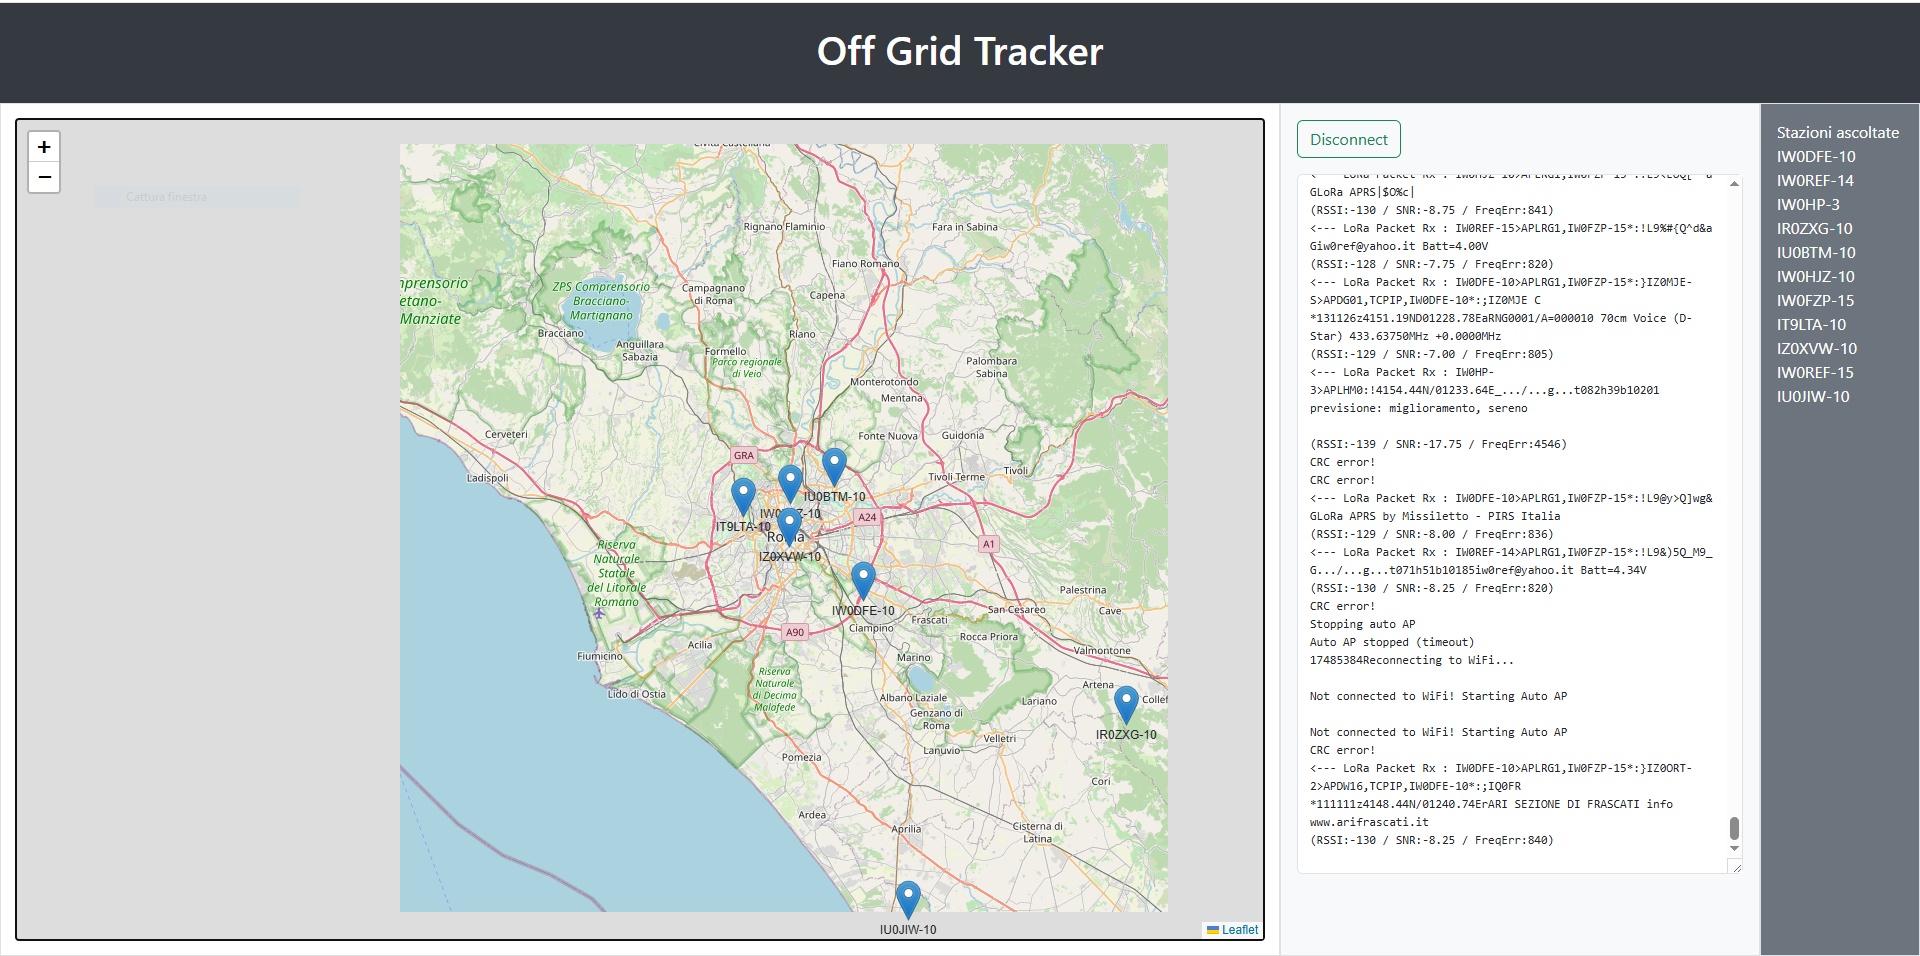 Off Grid Tracker
+
−
Cattura finestra
Civita Castellana
Rignano Flaminio
Fara in Sabina
Fiano Romano
ZPS Comprensorio
Bracciano-
Martignano
Campagnano
di Roma
Capena
mprensorio
etano-
Manziate
Bracciano
Anguillara
Sabazia
Riano
Formello
Parco regionale
di Veio
Palombara
Sabina
Monterotondo
Mentana
Cerveteri
Fonte Nuova
Guidonia
GRA
Ladispoli
Tivoli Terme
Tivoli
IU0BTM-10
IT9LTA-10
A24
Roma
IZ0XVW-10
A1
Riserva
Naturale
Statale
del Litorale
Romano
IW0DFE-10
Ciampino
Frascati
San Cesareo
Palestrina
Cave
A90
Rocca Priora
Acilia
Valmontone
Fiumicino
Marino
Riserva
Naturale
di Decima
Malafede
Lido di Ostia
Albano Laziale
Genzano di
Roma
Lariano
Artena
Collef
IR0ZXG-10
Velletri
Lanuvio
Pomezia
Cori
Ardea
Aprilia
Cisterna di
Latina
IU0JIW-10
Leaflet
Disconnect
<--- LoRa Packet Rx : IW0HJZ-10>APLRG1,IW0FZP-15*:!L9<LOQ[ a
GLoRa APRS|$O%c|
(RSSI:-130 / SNR:-8.75 / FreqErr:841)
<--- LoRa Packet Rx : IW0REF-15>APLRG1,IW0FZP-15*:!L9%#{Q^d&a
Giw0ref@yahoo.it Batt=4.00V
(RSSI:-128 / SNR:-7.75 / FreqErr:820)
<--- LoRa Packet Rx : IW0DFE-10>APLRG1,IW0FZP-15*:}IZ0MJE-
S>APDG01,TCPIP,IW0DFE-10*:;IZ0MJE C
*131126z4151.19ND01228.78EaRNG0001/A=000010 70cm Voice (D-
Star) 433.63750MHz +0.0000MHz
(RSSI:-129 / SNR:-7.00 / FreqErr:805)
<--- LoRa Packet Rx : IW0HP-
3>APLHM0:!4154.44N/01233.64E_.../...g...t082h39b10201
previsione: miglioramento, sereno
(RSSI:-139 / SNR:-17.75 / FreqErr:4546)
CRC error!
CRC error!
<--- LoRa Packet Rx : IW0DFE-10>APLRG1,IW0FZP-15*:!L9@y>Q]wg&
GLoRa APRS by Missiletto - PIRS Italia
(RSSI:-129 / SNR:-8.00 / FreqErr:836)
<--- LoRa Packet Rx : IW0REF-14>APLRG1,IW0FZP-15*:!L9&)5Q_M9_
G.../...g...t071h51b10185iw0ref@yahoo.it Batt=4.34V
(RSSI:-130 / SNR:-8.25 / FreqErr:820)
CRC error!
Stopping auto AP
Auto AP stopped (timeout)
17485384Reconnecting to WiFi...
Not connected to WiFi! Starting Auto AP
Not connected to WiFi! Starting Auto AP
CRC error!
<--- LoRa Packet Rx : IW0DFE-10>APLRG1,IW0FZP-15*:}IZ0ORT-
2>APDW16,TCPIP,IW0DFE-10*:;IQ0FR
*111111z4148.44N/01240.74ErARI SEZIONE DI FRASCATI info
www.arifrascati.it
(RSSI:-130 / SNR:-8.25 / FreqErr:840)
Stazioni ascoltate
IW0DFE-10
IW0REF-14
IW0HP-3
IR0ZXG-10
IU0BTM-10
IW0HJZ-10
IW0FZP-15
IT9LTA-10
IZ0XVW-10
IW0REF-15
IU0JIW-10